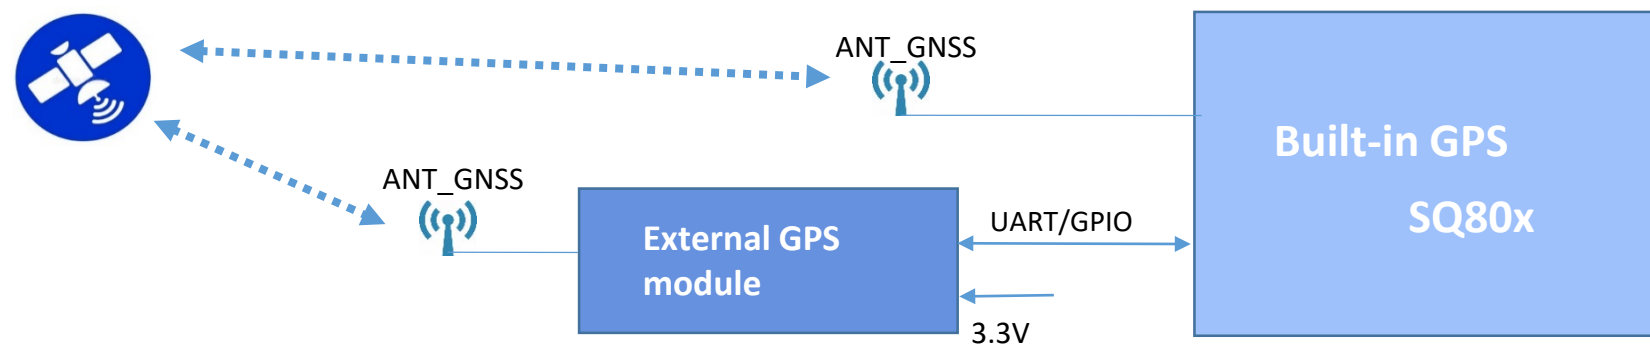 ANT_GNSS
Built-in GPS
SQ80x
ANT_GNSS
External GPS
module
UART/GPIO
3.3V